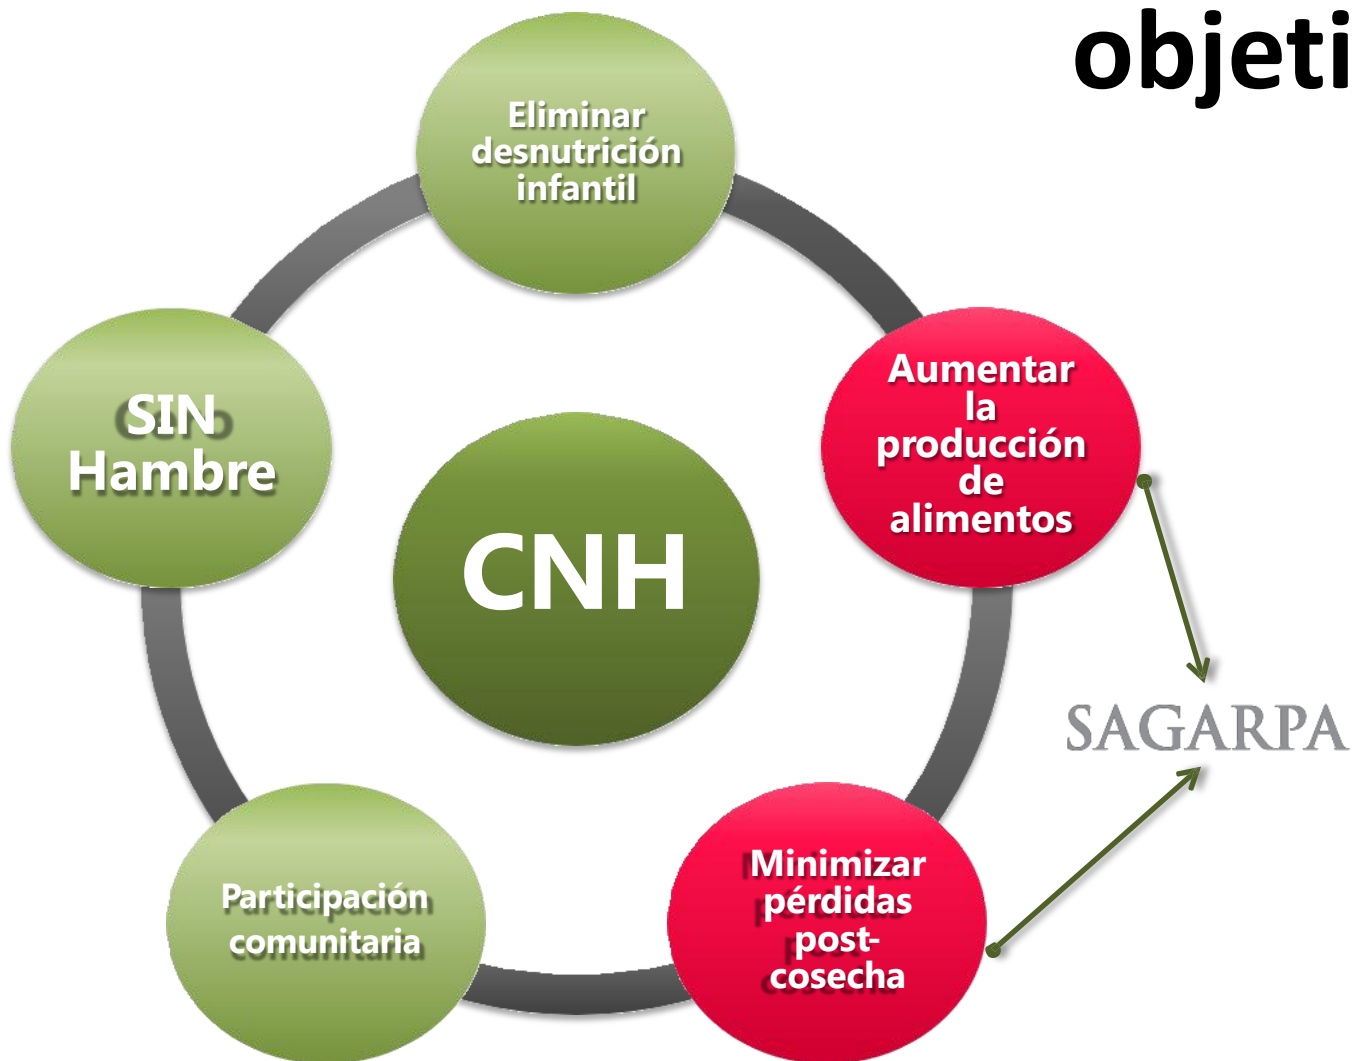 objeti
Eliminar
desnutrición
infantil
Aumentar
la
producción
de
alimentos
SIN
Hambre
CNH
SAGARPA
Minimizar
pérdidas
post-
cosecha
Participación
comunitaria